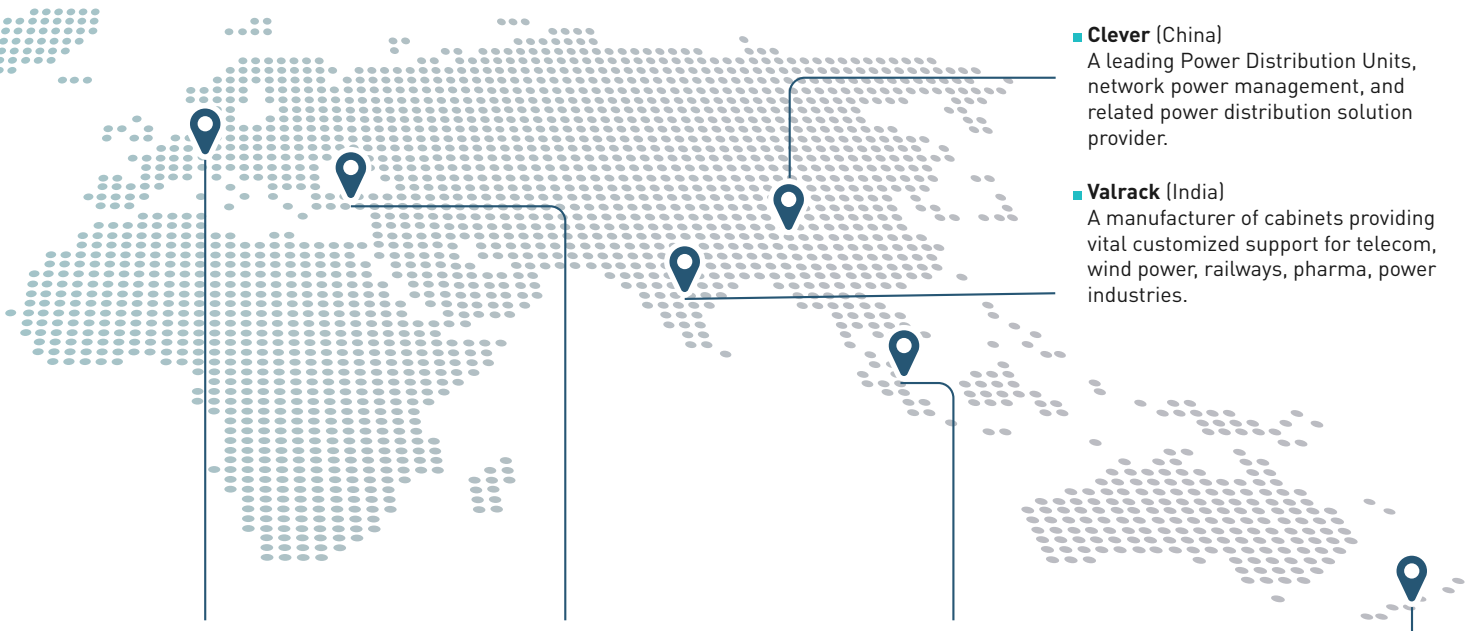 Clever (China)
A leading Power Distribution Units,
network power management, and
related power distribution solution
provider.
Valrack (India)
A manufacturer of cabinets providing
vital customized support for telecom,
wind power, railways, pharma, power
industries.